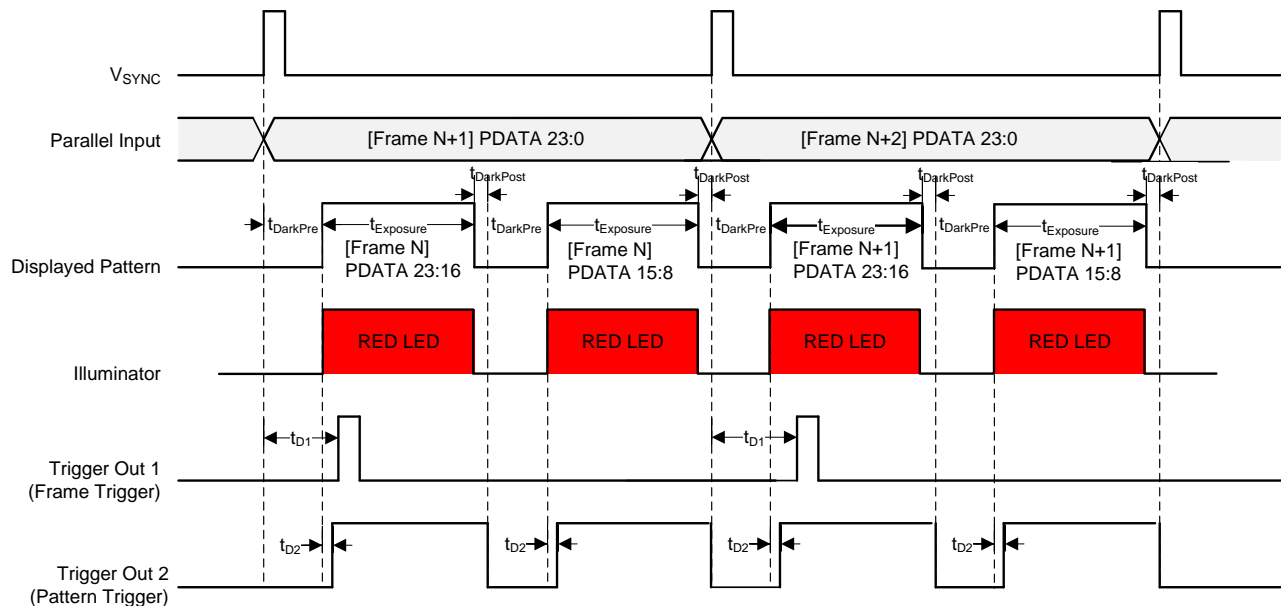 VSYNC
Parallel Input
[Frame N+1] PDATA 23:0
[Frame N+2] PDATA 23:0
tDarkPost
tDarkPost
tDarkPost
tDarkPost
tDarkPre
tExposure
tDarkPre
tExposure
tDarkPre
tExposure
tDarkPre
tExposure
Displayed Pattern
[Frame N]
PDATA 23:16
[Frame N]
PDATA 15:8
[Frame N+1]
PDATA 23:16
[Frame N+1]
PDATA 15:8
Illuminator
RED LED
RED LED
RED LED
RED LED
tD1
tD1
Trigger Out 1
(Frame Trigger)
tD2
tD2
tD2
tD2
Trigger Out 2
(Pattern Trigger)